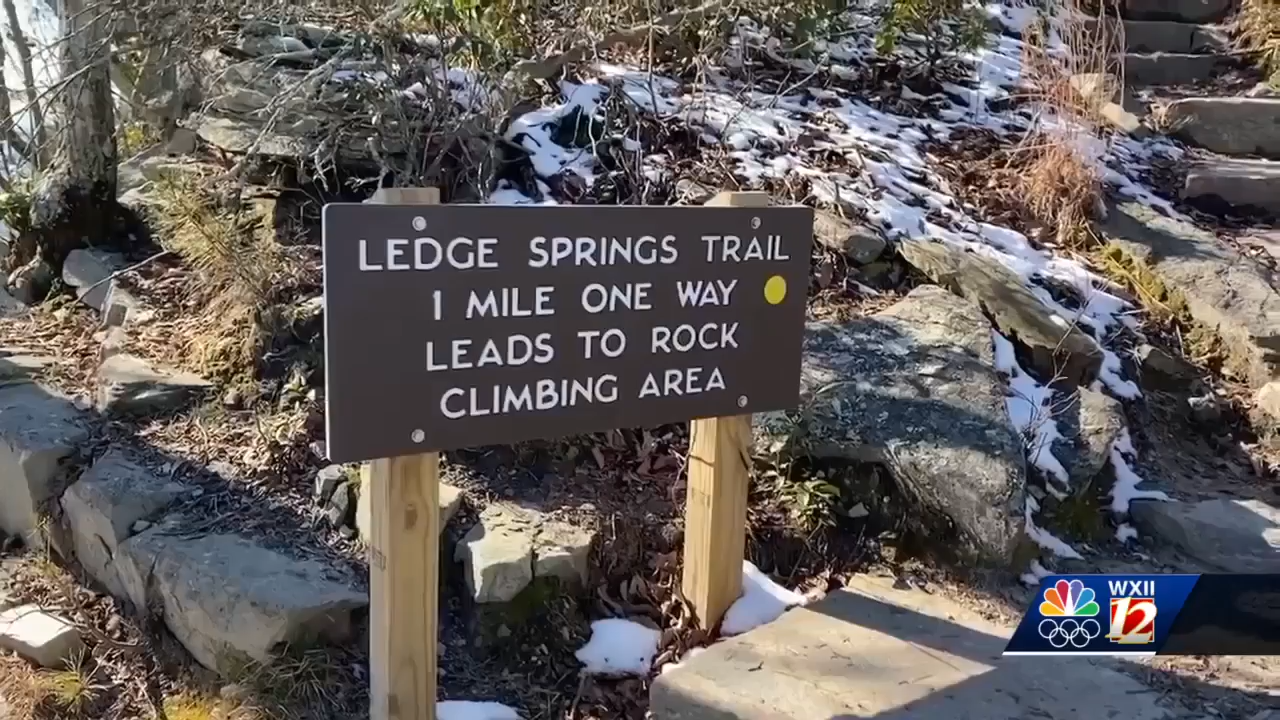 LEDGE SPRINGS TRAIL
1 MILE ONE WAY
LEADS TO ROCK
CLIMBING AREA
WXII
12